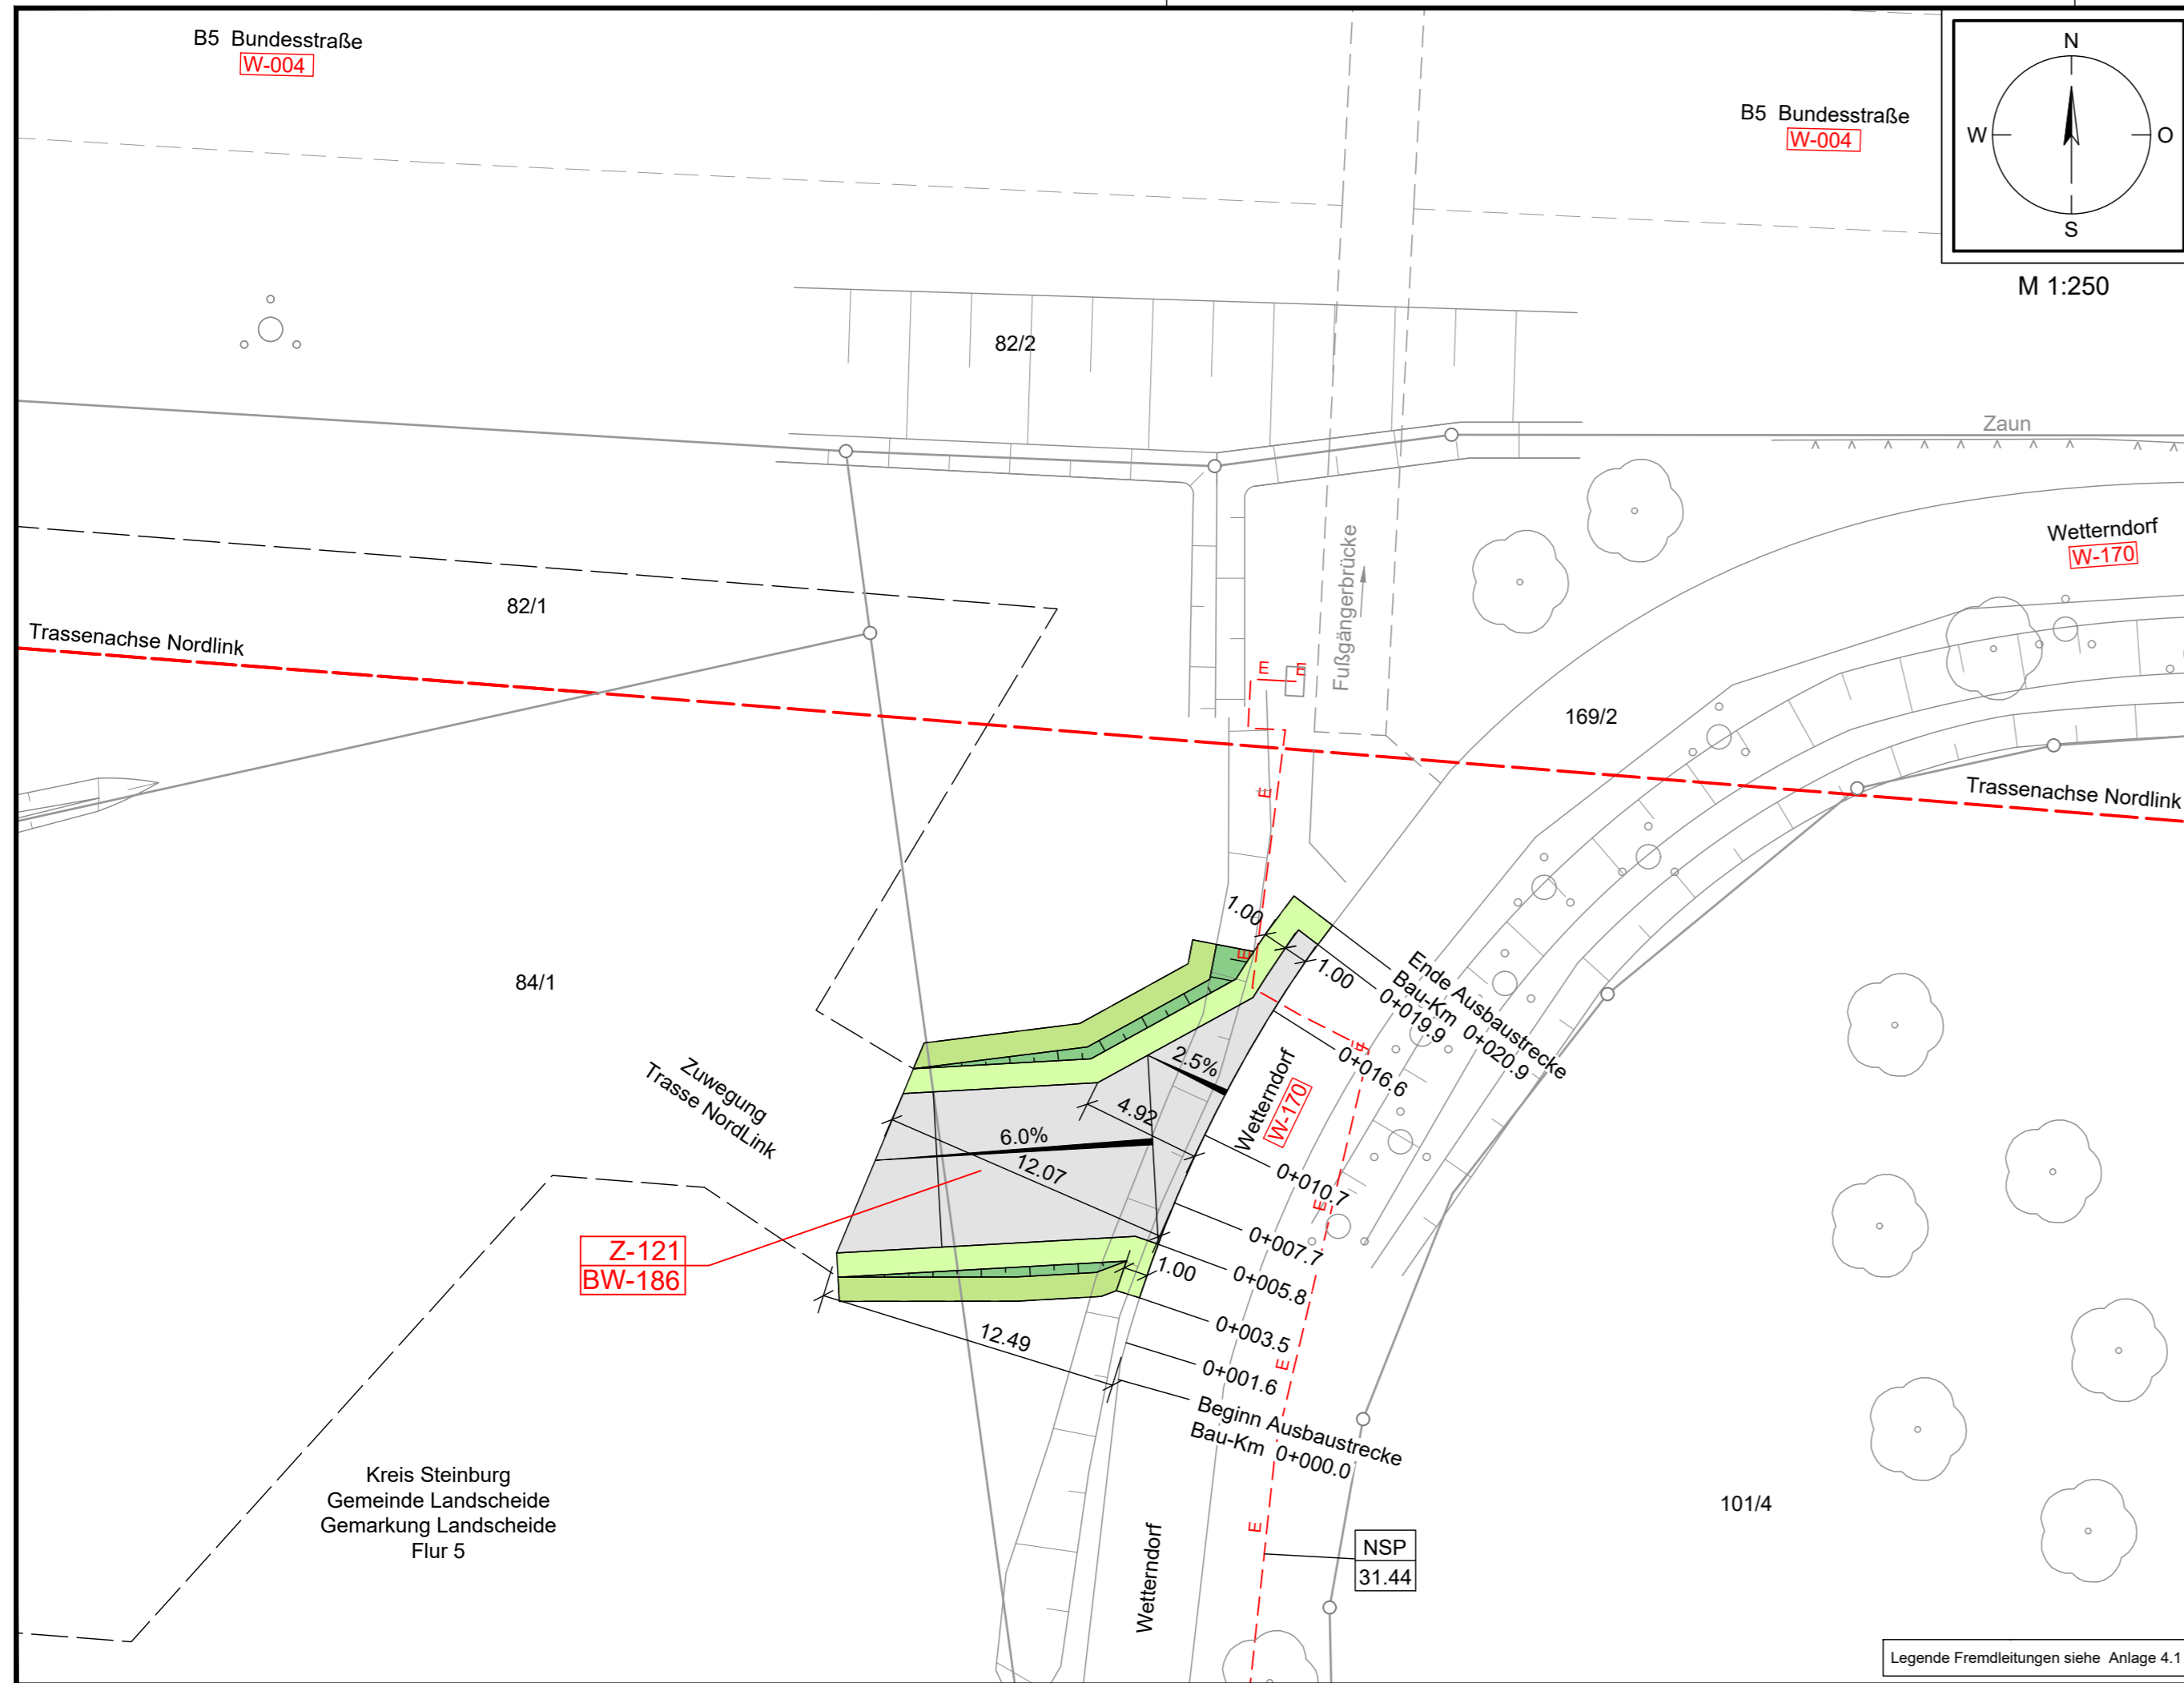 B5 Bundesstraße
W-004
B5 Bundesstraße
W-004
N
W
O
S
M 1:250
82/2
Zaun
Wetterndorf
W-170
Fußgängerbrücke
82/1
Trassenachse Nordlink
E
E
169/2
Trassenachse Nordlink
E
1.00
E
1.00
Ende Ausbaustrecke
Bau-Km 0+020.9
0+019.9
84/1
E
0+016.6
2.5%
Zuwegung
Trasse NordLink
Wetterndorf
W-170
4.92
6.0%
12.07
0+010.7
E
Z-121
BW-186
0+007.7
1.00
0+005.8
0+003.5
12.49
0+001.6
E
Beginn Ausbaustrecke
Bau-Km 0+000.0
Kreis Steinburg
Gemeinde Landscheide
Gemarkung Landscheide
Flur 5
101/4
E
Wetterndorf
NSP
31.44
Legende Fremdleitungen siehe Anlage 4.1